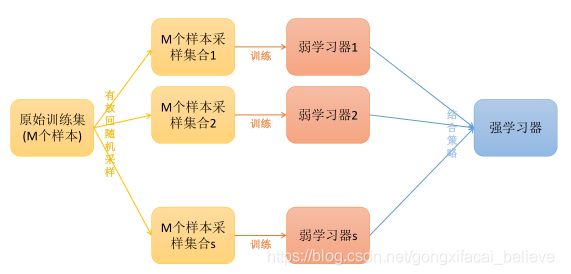 原始训练集
(M个样本)
有放回随机采样
M个样本采
样集合1
训练
弱学习器1
M个样本采
样集合2
训练
弱学习器2
M个样本采
样集合s
训练
弱学习器s
结合策略
强学习器
https://blog.csdn.net/gongxifacai_believe